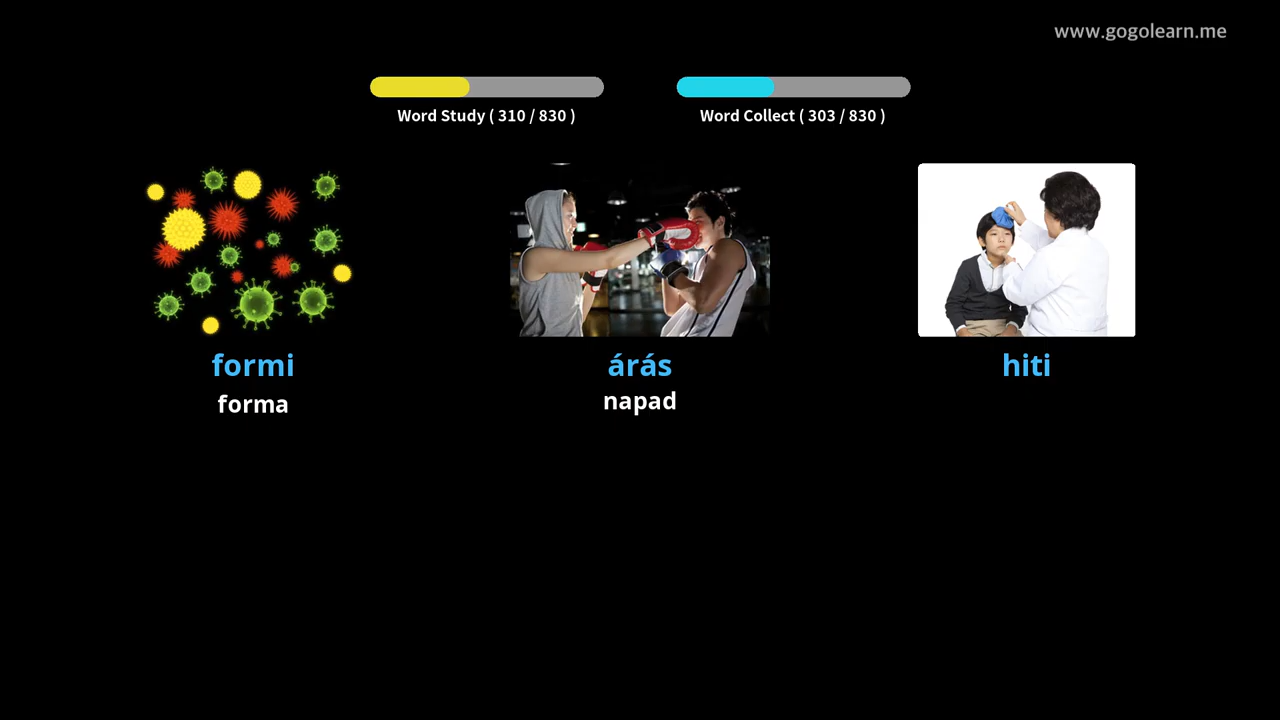 www.gogolearn.me
Word Study ( 310 / 830 )
Word Collect ( 303 / 830 )
formi
forma
árás
napad
hiti